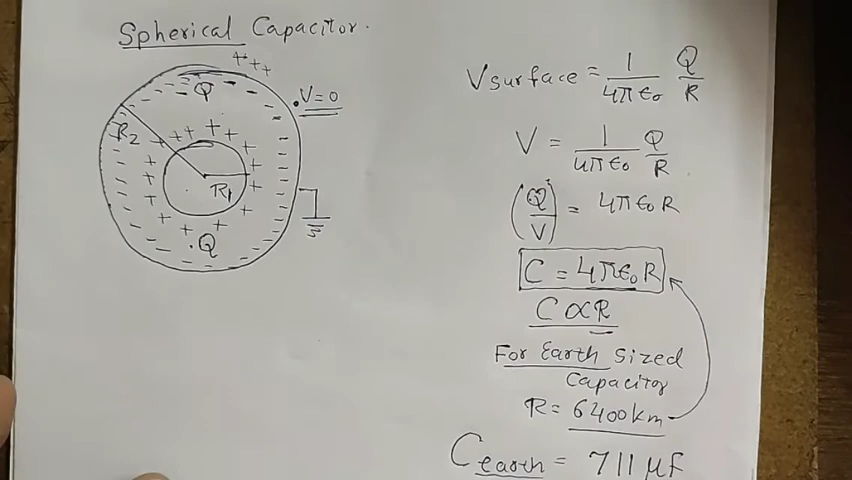 Spherical Capacitor.
+ + + +
Q
V=0
R₂
+ + + + +
R₁
.Q
Vsurface = 1/4πε₀ Q/R
V = 1/4πε₀ Q/R
(Q/V) = 4πε₀R
C = 4πε₀R
C ∝ R
For Earth Sized
Capacitor
R = 6400km
Cearth = 711 μF